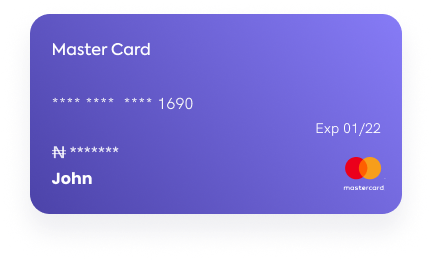 Master Card
**** **** **** 1690
Exp 01/22
₦ *******
John
mastercard